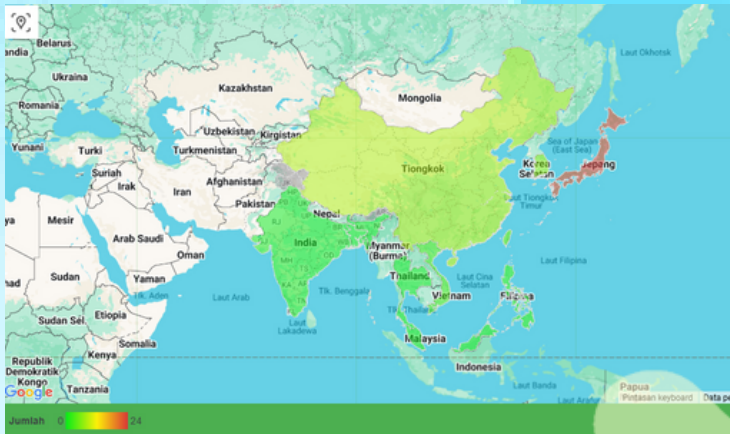 Laut Okhotsk
Belarus
Ukraina
Kazakhstan
Mongolia
Romania
Uzbekistan
Kirgistan
Sea of Japan
(East Sea)
Yunani
Turki
Turkmenistan
Tiongkok
Korea
Selatan
Jepang
Suriah
Irak
Iran
Afghanistan
Pakistan
Nepal
Timur
Mesir
Arab Saudi
Oman
India
Myanmar
(Burma)
Laut Filipina
Sudan
Yaman
Tlk. Aden
Laut Arab
Tlk. Benggala
Thailand
Laut Cina
Selatan
Vietnam
Filipina
Sudan Sel
Etiopia
Laut
Lakadewa
Somalia
Malaysia
Kenya
Indonesia
Republik
Demokratik
Kongo
Tanzania
Laut Banda
Papua
Google
Pintasan keyboard
Jumlah 0 24